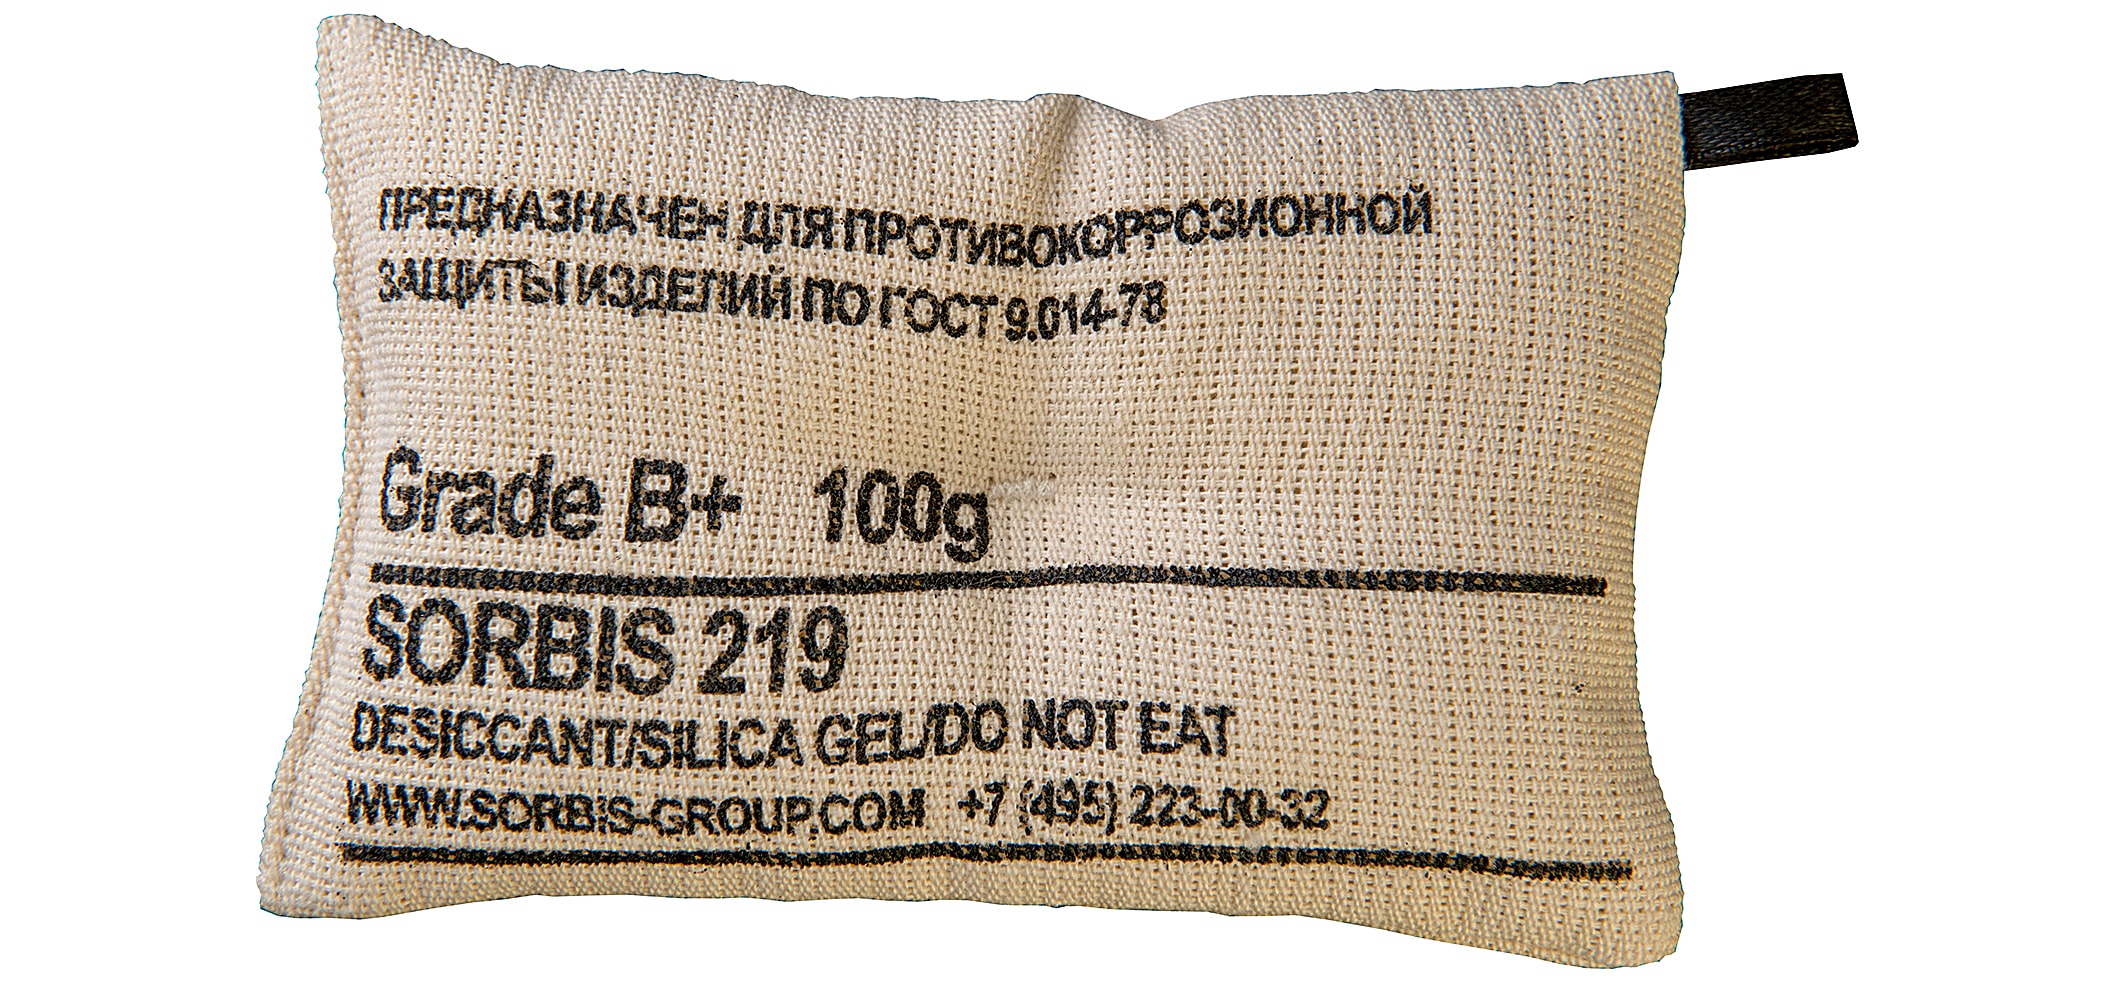 ПРЕДНАЗНАЧЕН ДЛЯ ПРОТИВОКОРРОЗИОННОЙ
ЗАЩИТЫ ИЗДЕЛИЙ ПО ГОСТ 9.014-78
Grade B+ 100g
SORBIS 219
DESICCANT/SILICA GEL/DO NOT EAT
WWW.SORBIS-GROUP.COM +7 (495) 223-00-32